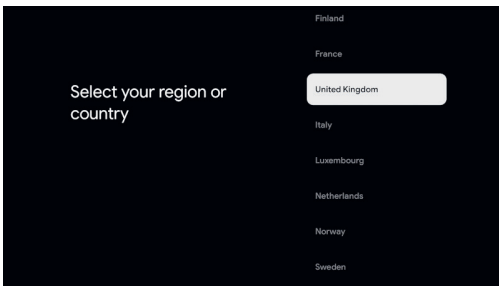 Select your region or
country
Finland
France
United Kingdom
Italy
Luxembourg
Netherlands
Norway
Sweden